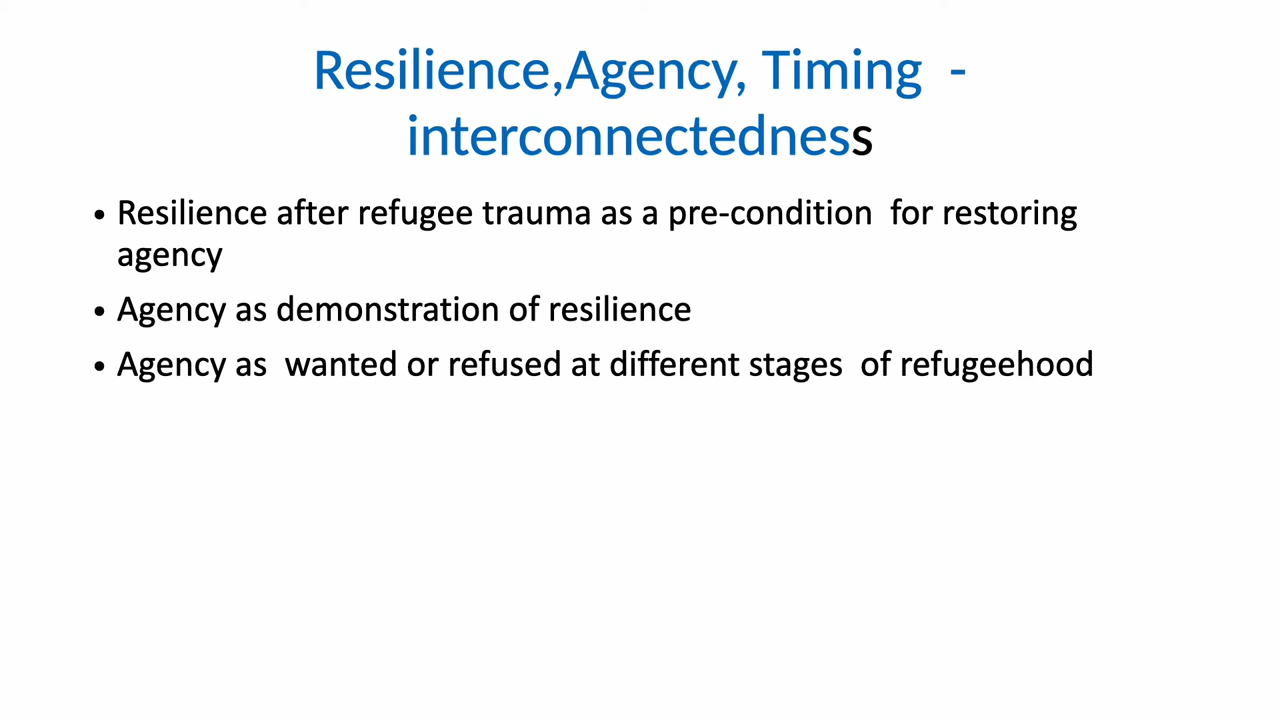 Resilience,Agency, Timing  -
interconnectedness
• Resilience after refugee trauma as a pre-condition  for restoring
agency
• Agency as demonstration of resilience
• Agency as  wanted or refused at different stages  of refugeehood